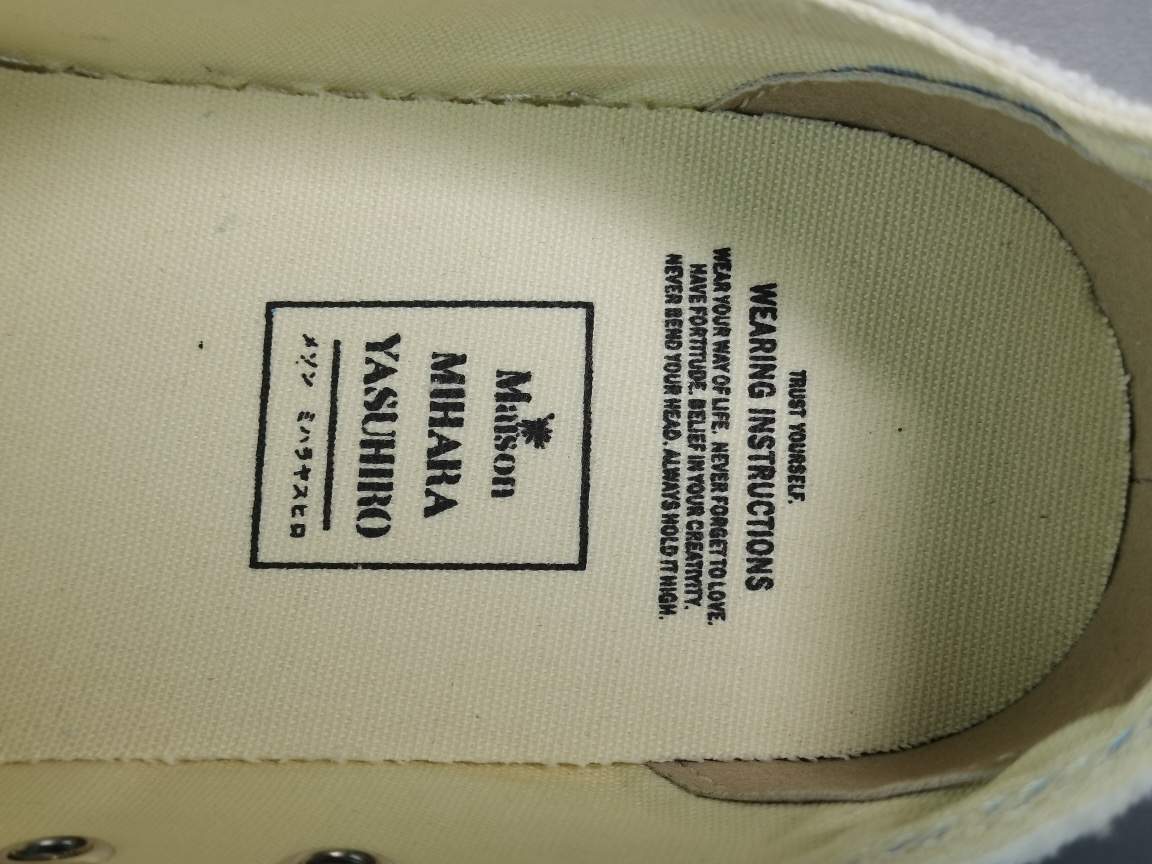 TRUST YOURSELF.
WEARING INSTRUCTIONS
WEAR YOUR WAY OF LIFE. NEVER FORGET TO LOVE.
HAVE FORTITUDE. BELIEF IN YOUR CREATIVITY.
NEVER BEND YOUR HEAD. ALWAYS HOLD IT HIGH.
Maison
MIHARA
YASUHIRO
メゾン ミハラヤスヒロ